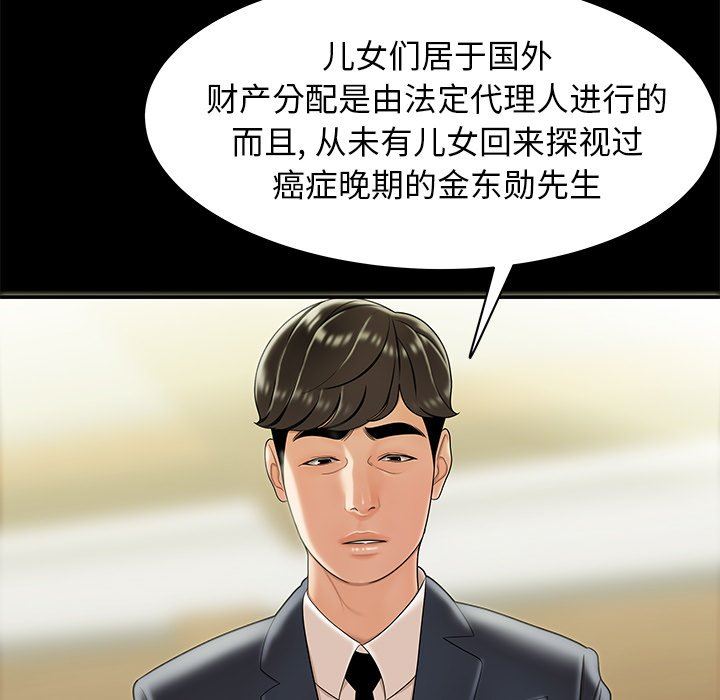 儿女们居于国外
财产分配是由法定代理人进行的
而且, 从未有儿女回来探视过
癌症晚期的金东勋先生